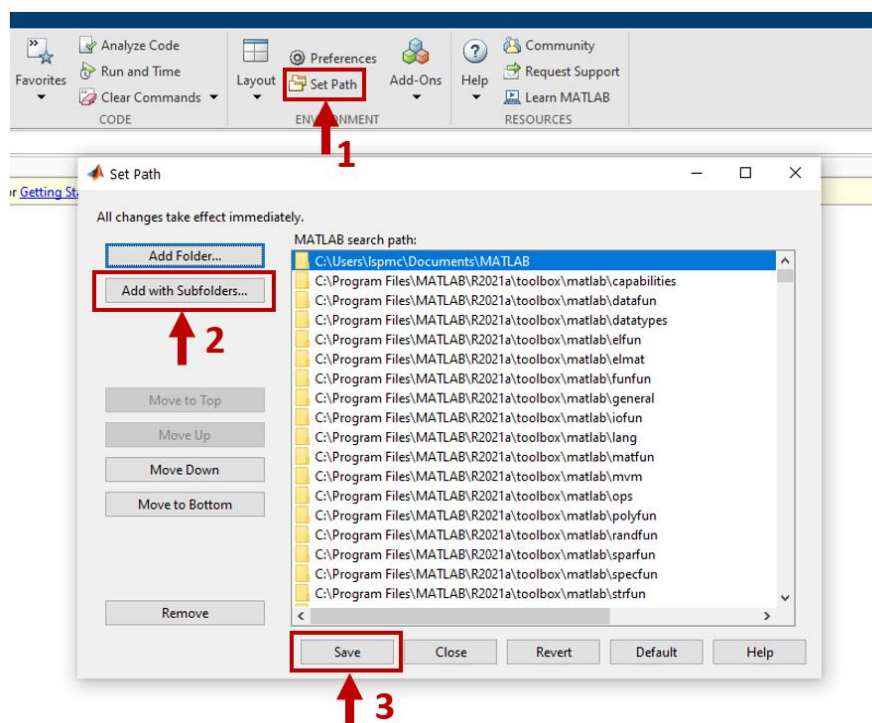 Analyze Code
Preferences
Community
Favorites
Run and Time
Layout
Set Path
Add-Ons
Help
Request Support
Clear Commands
Learn MATLAB
CODE
ENVIRONMENT
RESOURCES
1
Set Path
r Getting St
All changes take effect immediately.
MATLAB search path:
Add Folder...
Add with Subfolders...
2
Move to Top
Move Up
Move Down
Move to Bottom
Remove
C:\Users\lspmc\Documents\MATLAB
C:\Program Files\MATLAB\R2021a\toolbox\matlab\capabilities
C:\Program Files\MATLAB\R2021a\toolbox\matlab\datafun
C:\Program Files\MATLAB\R2021a\toolbox\matlab\datatypes
C:\Program Files\MATLAB\R2021a\toolbox\matlab\elfun
C:\Program Files\MATLAB\R2021a\toolbox\matlab\elmat
C:\Program Files\MATLAB\R2021a\toolbox\matlab\funfun
C:\Program Files\MATLAB\R2021a\toolbox\matlab\general
C:\Program Files\MATLAB\R2021a\toolbox\matlab\iofun
C:\Program Files\MATLAB\R2021a\toolbox\matlab\lang
C:\Program Files\MATLAB\R2021a\toolbox\matlab\matfun
C:\Program Files\MATLAB\R2021a\toolbox\matlab\mvm
C:\Program Files\MATLAB\R2021a\toolbox\matlab\ops
C:\Program Files\MATLAB\R2021a\toolbox\matlab\polyfun
C:\Program Files\MATLAB\R2021a\toolbox\matlab\randfun
C:\Program Files\MATLAB\R2021a\toolbox\matlab\sparfun
C:\Program Files\MATLAB\R2021a\toolbox\matlab\specfun
C:\Program Files\MATLAB\R2021a\toolbox\matlab\strfun
Save
Close
Revert
Default
Help
3